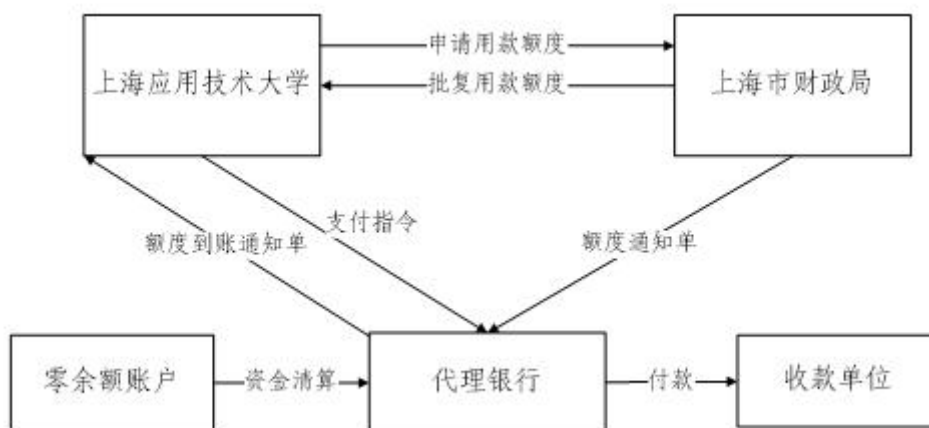 申请用款额度
上海应用技术大学
批复用款额度
上海市财政局
支付指令
额度到账通知单
额度通知单
零余额账户
资金清算
代理银行
付款
收款单位